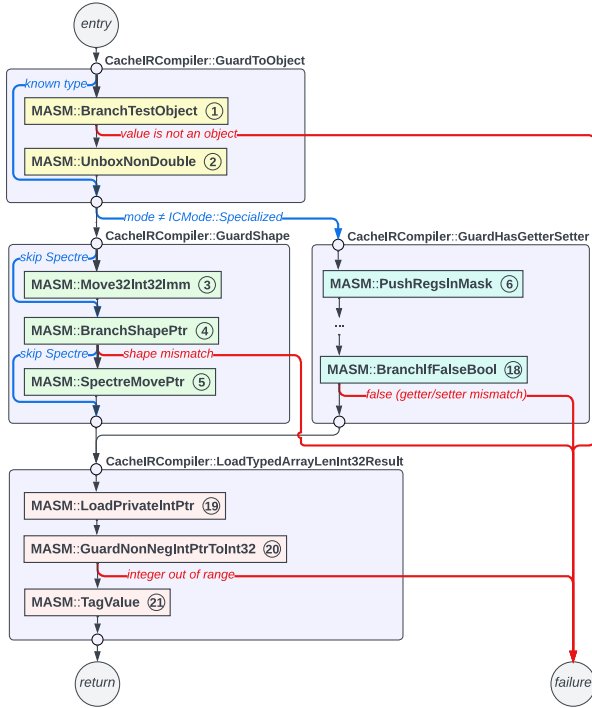 entry
CacheIRCompiler::GuardToObject
known type
MASM::BranchTestObject 1
value is not an object
MASM::UnboxNonDouble 2
mode ≠ ICMode::Specialized
CacheIRCompiler::GuardShape
skip Spectre
MASM::Move32Int32Imm 3
MASM::BranchShapePtr 4
skip Spectre
shape mismatch
MASM::SpectreMovePtr 5
CacheIRCompiler::GuardHasGetterSetter
MASM::PushRegsInMask 6
...
MASM::BranchIfFalseBool 18
false (getter/setter mismatch)
CacheIRCompiler::LoadTypedArrayLenInt32Result
MASM::LoadPrivateIntPtr 19
MASM::GuardNonNegIntPtrToInt32 20
integer out of range
MASM::TagValue 21
return
failure